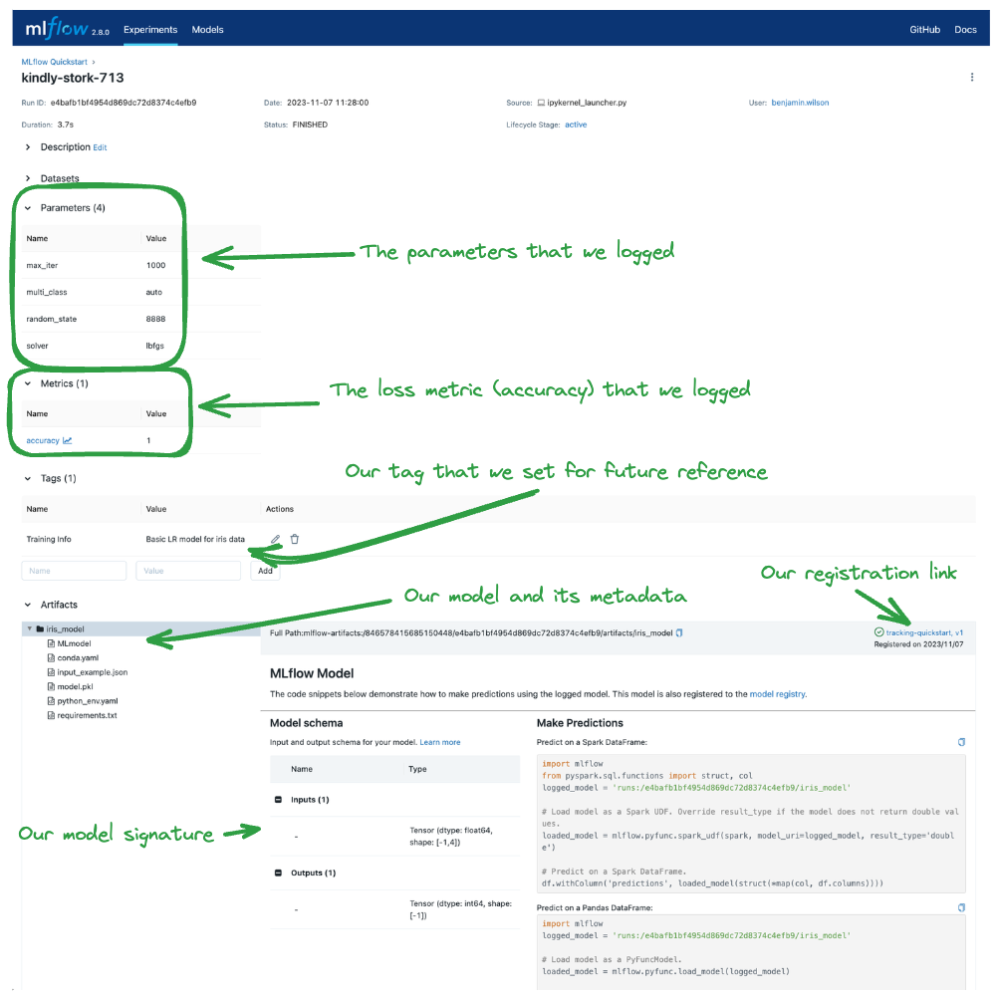 mlflow 2.8.0 Experiments Models GitHub Docs
MLflow Quickstart >
kindly-stork-713
Run ID: e4bafb1bf4954d869dc72d8374c4efb9 Date: 2023-11-07 11:28:00 Source: ipykernel_launcher.py User: benjamin.wilson
Duration: 3.7s Status: FINISHED Lifecycle Stage: active
Description Edit
Datasets
Parameters (4)
Name Value
The parameters that we logged
max_iter 1000
multi_class auto
random_state 8888
solver lbfgs
Metrics (1)
The loss metric (accuracy) that we logged
Name Value
accuracy 1
Our tag that we set for future reference
Tags (1)
Name Value Actions
Training Info Basic LR model for iris data
Name Value Add
Our registration link
Our model and its metadata
Artifacts
iris_model
MLmodel
conda.yaml
input_example.json
model.pkl
python_env.yaml
requirements.txt
Full Path:mlflow-artifacts:/846578415685150448/e4bafb1bf4954d869dc72d8374c4efb9/artifacts/iris_model
tracking-quickstart, v1
Registered on 2023/11/07
MLflow Model
The code snippets below demonstrate how to make predictions using the logged model. This model is also registered to the model registry.
Model schema
Input and output schema for your model. Learn more
Name Type
Inputs (1)
Our model signature
- Tensor (dtype: float64,
shape: [-1,4])
Outputs (1)
- Tensor (dtype: int64, shape:
[-1])
Make Predictions
Predict on a Spark DataFrame:
import mlflow
from pyspark.sql.functions import struct, col
logged_model = 'runs:/e4bafb1bf4954d869dc72d8374c4efb9/iris_model'
# Load model as a Spark UDF. Override result_type if the model does not return double val
ues.
loaded_model = mlflow.pyfunc.spark_udf(spark, model_uri=logged_model, result_type='doubl
e')
# Predict on a Spark DataFrame.
df.withColumn('predictions', loaded_model(struct(*map(col, df.columns))))
Predict on a Pandas DataFrame:
import mlflow
logged_model = 'runs:/e4bafb1bf4954d869dc72d8374c4efb9/iris_model'
# Load model as a PyFuncModel.
loaded_model = mlflow.pyfunc.load_model(logged_model)